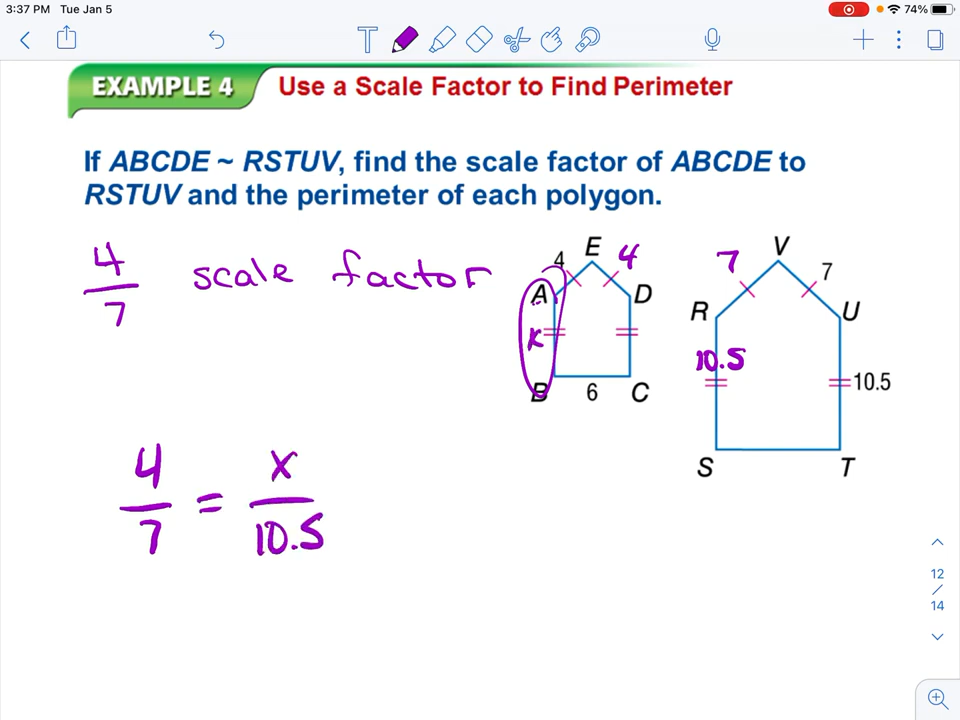 3:37 PM Tue Jan 5
74%
T
EXAMPLE 4
Use a Scale Factor to Find Perimeter
If ABCDE ~ RSTUV, find the scale factor of ABCDE to
RSTUV and the perimeter of each polygon.
4/7 scale factor
E
4
4
A
D
x
B
6
C
V
7
7
R
U
10.5
10.5
S
T
4/7 = x/10.5
12
/
14